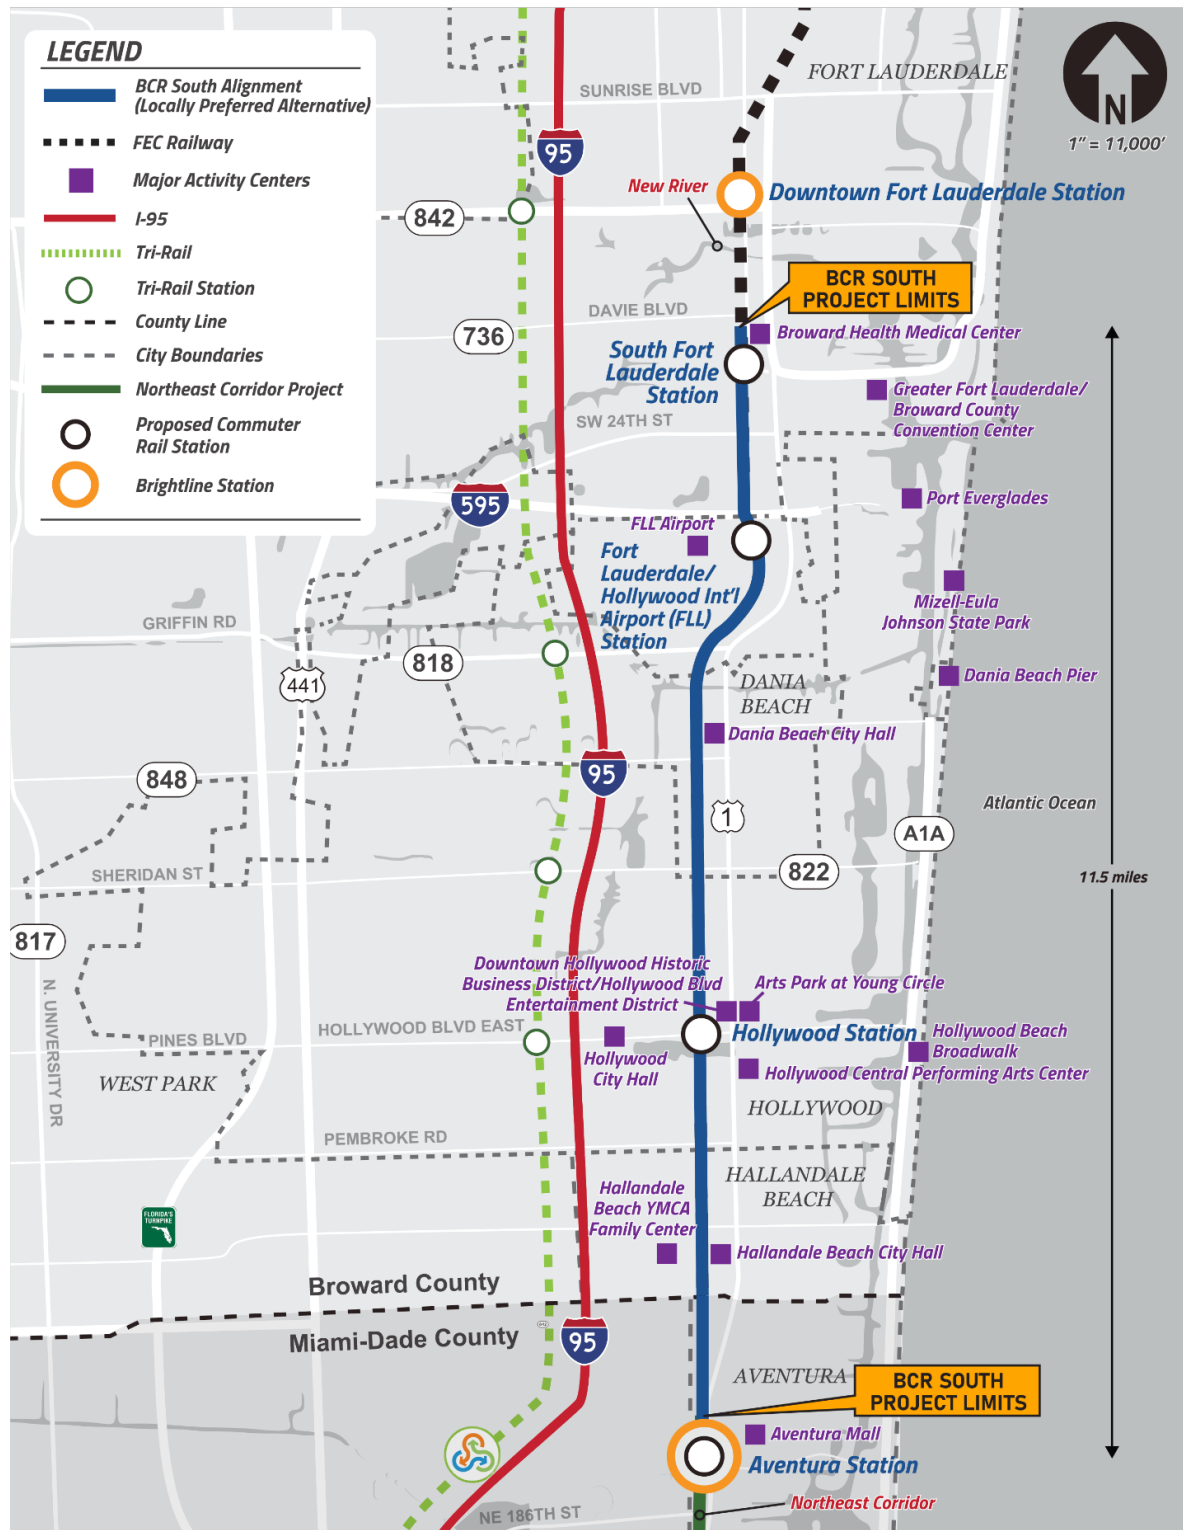 LEGEND
BCR South Alignment
(Locally Preferred Alternative)
FEC Railway
Major Activity Centers
I-95
Tri-Rail
Tri-Rail Station
County Line
City Boundaries
Northeast Corridor Project
Proposed Commuter
Rail Station
Brightline Station
FORT LAUDERDALE
N
1" = 11,000'
SUNRISE BLVD
95
New River
Downtown Fort Lauderdale Station
842
BCR SOUTH
PROJECT LIMITS
DAVIE BLVD
736
Broward Health Medical Center
South Fort
Lauderdale
Station
Greater Fort Lauderdale/
Broward County
Convention Center
SW 24TH ST
595
Port Everglades
FLL Airport
Fort
Lauderdale/
Hollywood Int'l
Airport (FLL)
Station
Mizell-Eula
Johnson State Park
GRIFFIN RD
818
441
Dania Beach Pier
DANIA
BEACH
Dania Beach City Hall
95
848
1
Atlantic Ocean
A1A
SHERIDAN ST
822
11.5 miles
817
N. UNIVERSITY DR
Downtown Hollywood Historic
Business District/Hollywood Blvd
Entertainment District
Arts Park at Young Circle
HOLLYWOOD BLVD EAST
PINES BLVD
Hollywood Station
Hollywood Beach
Broadwalk
Hollywood
City Hall
Hollywood Central Performing Arts Center
WEST PARK
HOLLYWOOD
PEMBROKE RD
HALLANDALE
BEACH
Hallandale
Beach YMCA
Family Center
FLORIDA'S
TURNPIKE
Hallandale Beach City Hall
Broward County
Miami-Dade County
95
AVENTURA
BCR SOUTH
PROJECT LIMITS
Aventura Mall
Aventura Station
Northeast Corridor
NE 186TH ST